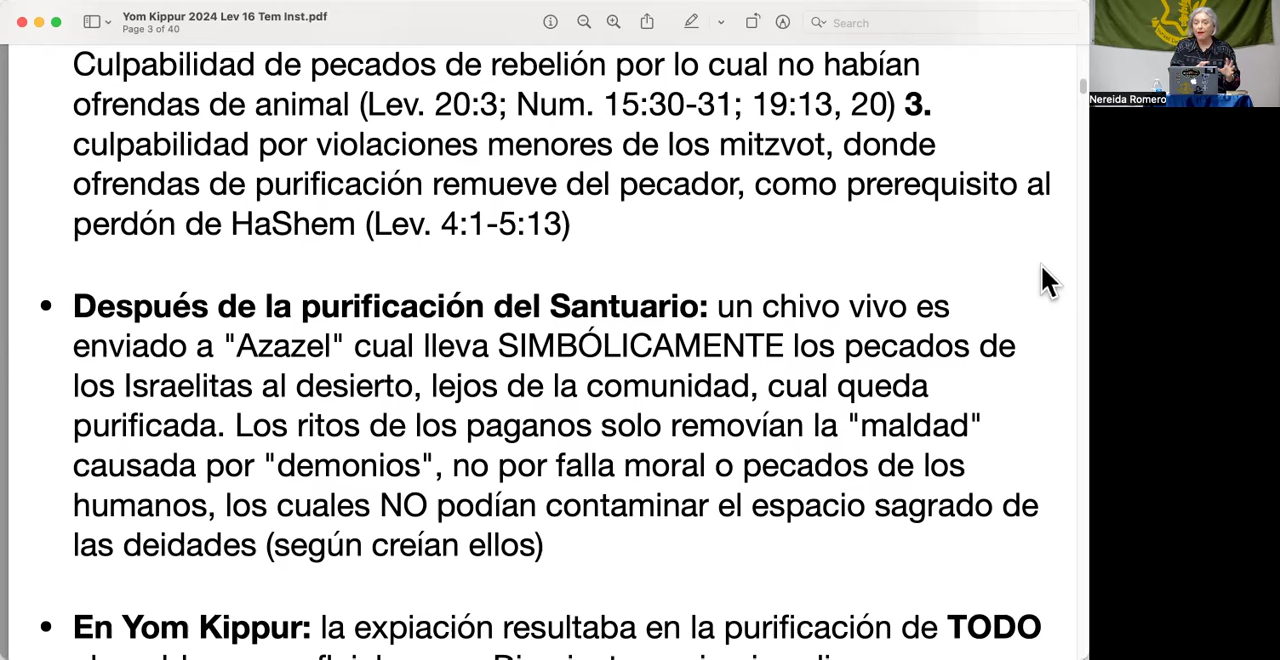 Yom Kippur 2024 Lev 16 Tem Inst.pdf
Page 3 of 40
Search
Nereida Romero
Culpabilidad de pecados de rebelión por lo cual no habían
ofrendas de animal (Lev. 20:3; Num. 15:30-31; 19:13, 20) 3.
culpabilidad por violaciones menores de los mitzvot, donde
ofrendas de purificación remueve del pecador, como prerequisito al
perdón de HaShem (Lev. 4:1-5:13)
• Después de la purificación del Santuario: un chivo vivo es
enviado a "Azazel" cual lleva SIMBÓLICAMENTE los pecados de
los Israelitas al desierto, lejos de la comunidad, cual queda
purificada. Los ritos de los paganos solo removían la "maldad"
causada por "demonios", no por falla moral o pecados de los
humanos, los cuales NO podían contaminar el espacio sagrado de
las deidades (según creían ellos)
• En Yom Kippur: la expiación resultaba en la purificación de TODO